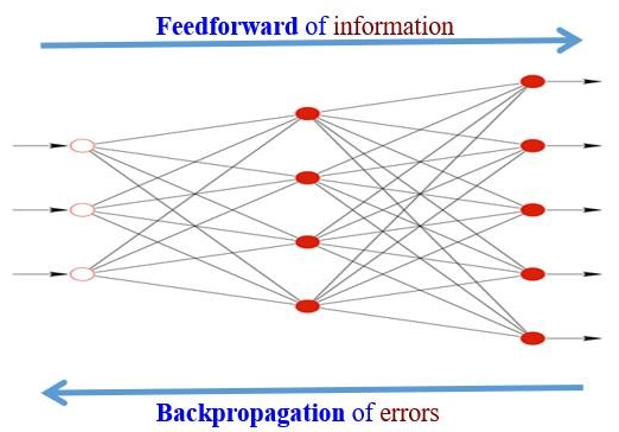 Feedforward of information
Backpropagation of errors